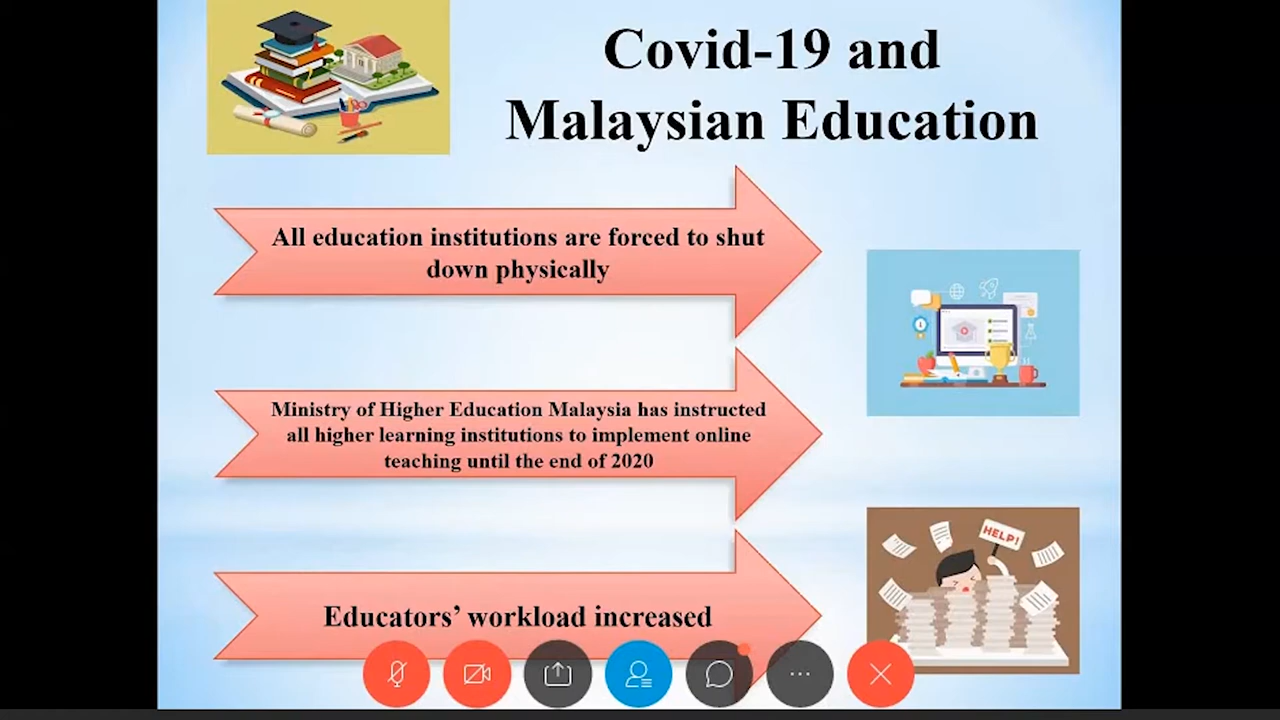 Covid-19 and
Malaysian Education
All education institutions are forced to shut
down physically
Ministry of Higher Education Malaysia has instructed
all higher learning institutions to implement online
teaching until the end of 2020
HELP!
Educators’ workload increased